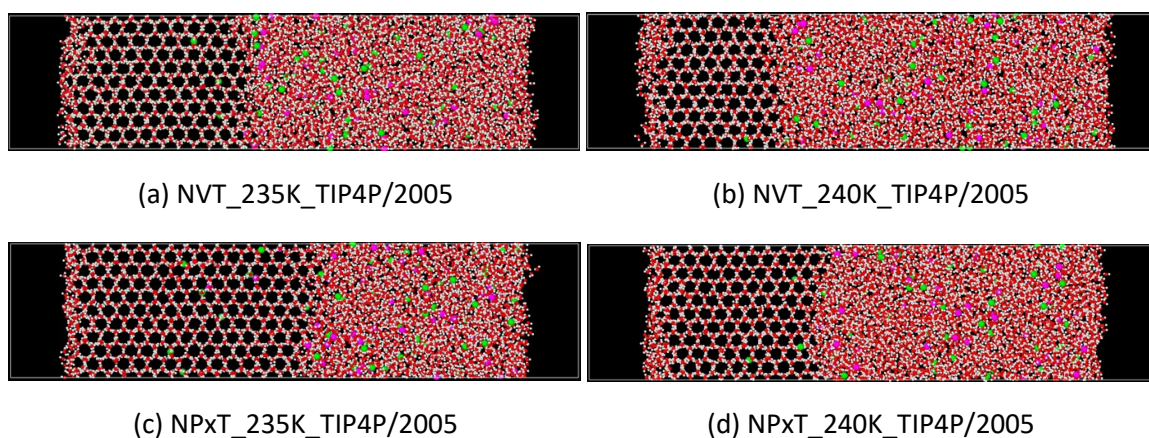 (a) NVT_235K_TIP4P/2005
(b) NVT_240K_TIP4P/2005
(c) NPxT_235K_TIP4P/2005
(d) NPxT_240K_TIP4P/2005